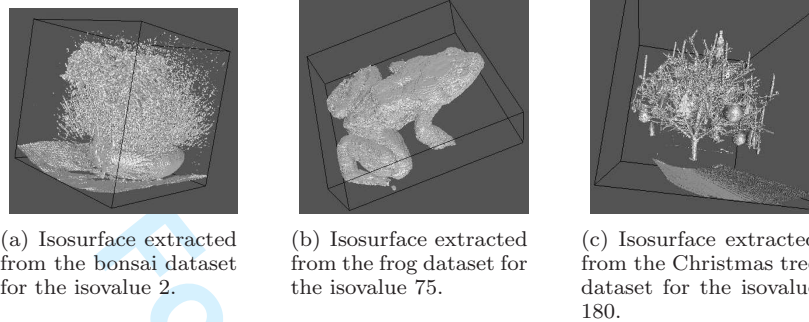 (a) Isosurface extracted
from the bonsai dataset
for the isovalue 2.
(b) Isosurface extracted
from the frog dataset for
the isovalue 75.
(c) Isosurface extracted
from the Christmas tree
dataset for the isovalue
180.
Fo